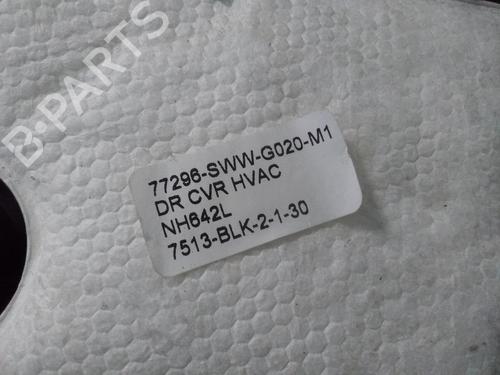 B-PARTS
77296-SWW-G020-M1
DR CVR HVAC
NH642L
7513-BLK-2-1-30